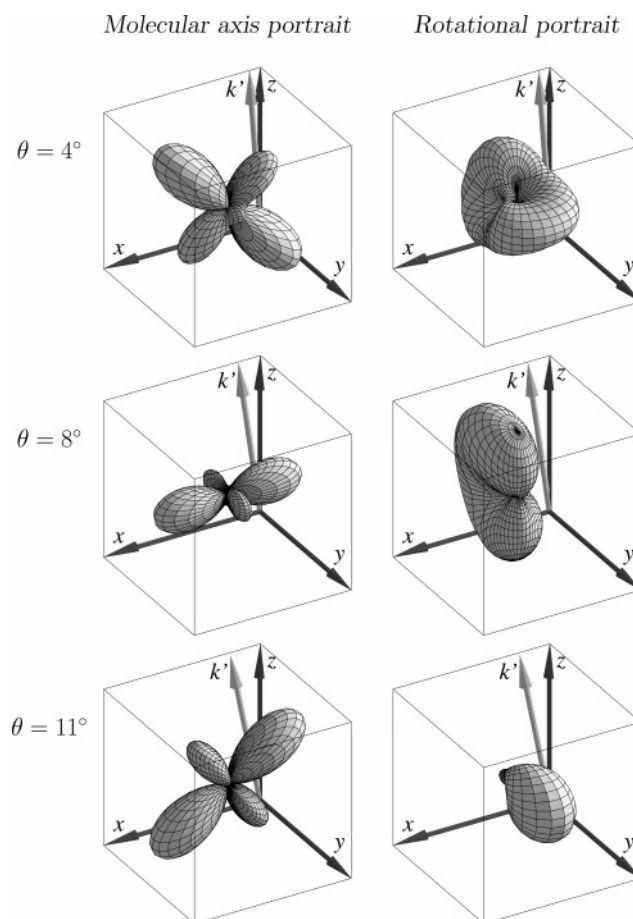 Molecular axis portrait Rotational portrait
θ = 4°
k' z x y
k' z x y
θ = 8°
k' z x y
k' z x y
θ = 11°
k' z x y
k' z x y